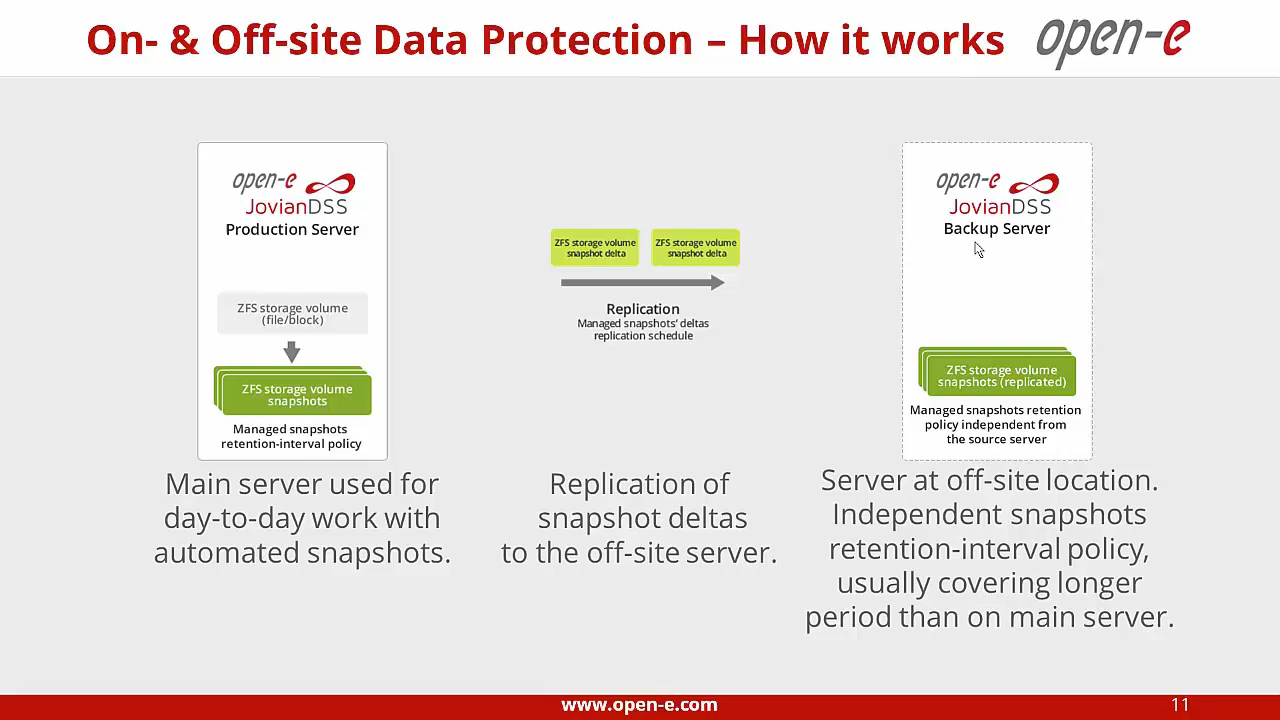 On- & Off-site Data Protection – How it works
open-e
open-e
JovianDSS
Production Server
ZFS storage volume
(file/block)
ZFS storage volume
snapshots
Managed snapshots
retention-interval policy
Main server used for
day-to-day work with
automated snapshots.
ZFS storage volume
snapshot delta
ZFS storage volume
snapshot delta
Replication
Managed snapshots' deltas
replication schedule
Replication of
snapshot deltas
to the off-site server.
open-e
JovianDSS
Backup Server
ZFS storage volume
snapshots (replicated)
Managed snapshots retention
policy independent from
the source server
Server at off-site location.
Independent snapshots
retention-interval policy,
usually covering longer
period than on main server.
www.open-e.com
11